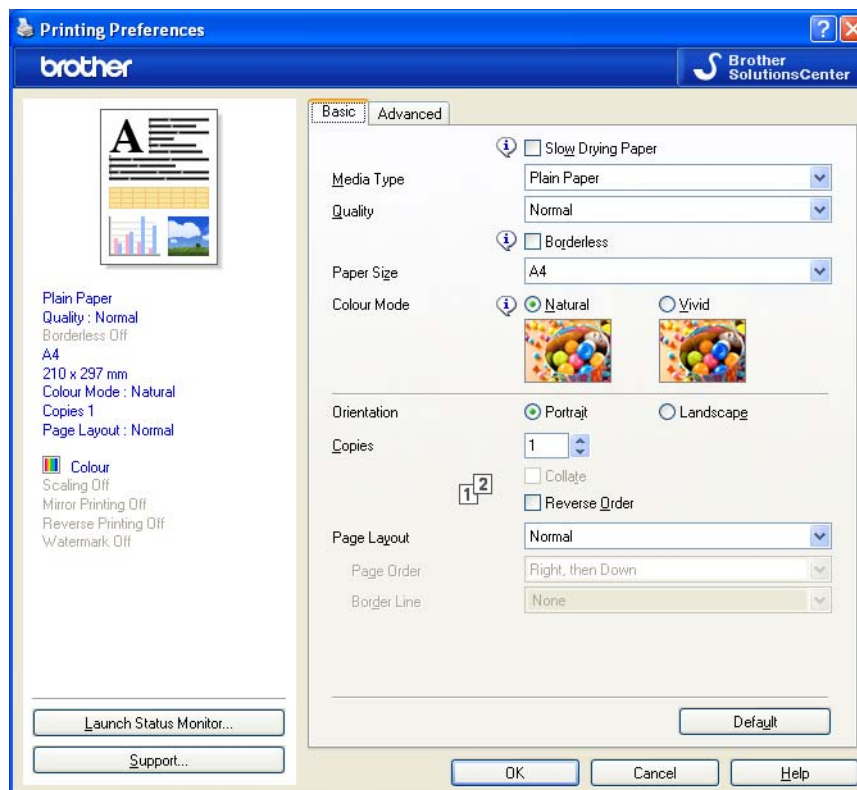 Printing Preferences
brother
Brother
SolutionsCenter
A
Plain Paper
Quality : Normal
Borderless Off
A4
210 x 297 mm
Colour Mode : Natural
Copies 1
Page Layout : Normal
Colour
Scaling Off
Mirror Printing Off
Reverse Printing Off
Watermark Off
Launch Status Monitor...
Support...
Basic Advanced
Slow Drying Paper
Media Type Plain Paper
Quality Normal
Borderless
Paper Size A4
Colour Mode Natural Vivid
Orientation Portrait Landscape
Copies 1
Collate
1 2
Reverse Order
Page Layout Normal
Page Order Right, then Down
Border Line None
Default
OK Cancel Help